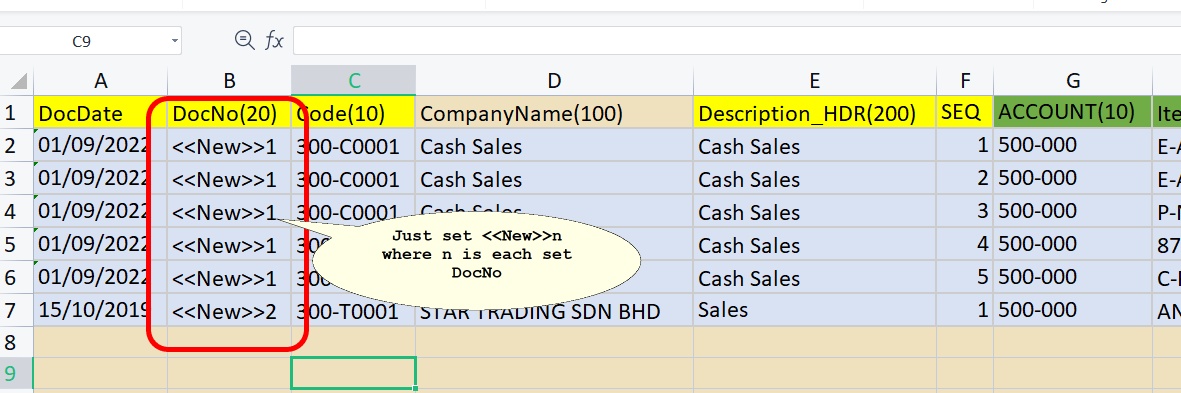 C9 fx
A B C D E F G
1 DocDate DocNo(20) Code(10) CompanyName(100) Description_HDR(200) SEQ ACCOUNT(10) Ite
2 01/09/2022 <<New>>1 300-C0001 Cash Sales Cash Sales 1 500-000 E-A
3 01/09/2022 <<New>>1 300-C0001 Cash Sales Cash Sales 2 500-000 E-A
4 01/09/2022 <<New>>1 300-C0001 Cash Sales Cash Sales 3 500-000
5 01/09/2022 <<New>>1 Cash Sales 4 500-000 87
6 01/09/2022 <<New>>1 Cash Sales 5 500-000
7 15/10/2019 <<New>>2 300-T0001 STAR TRADING SDN BHD Sales 1 500-000 AN
8
9
Just set <<New>>n
where n is each set
DocNo